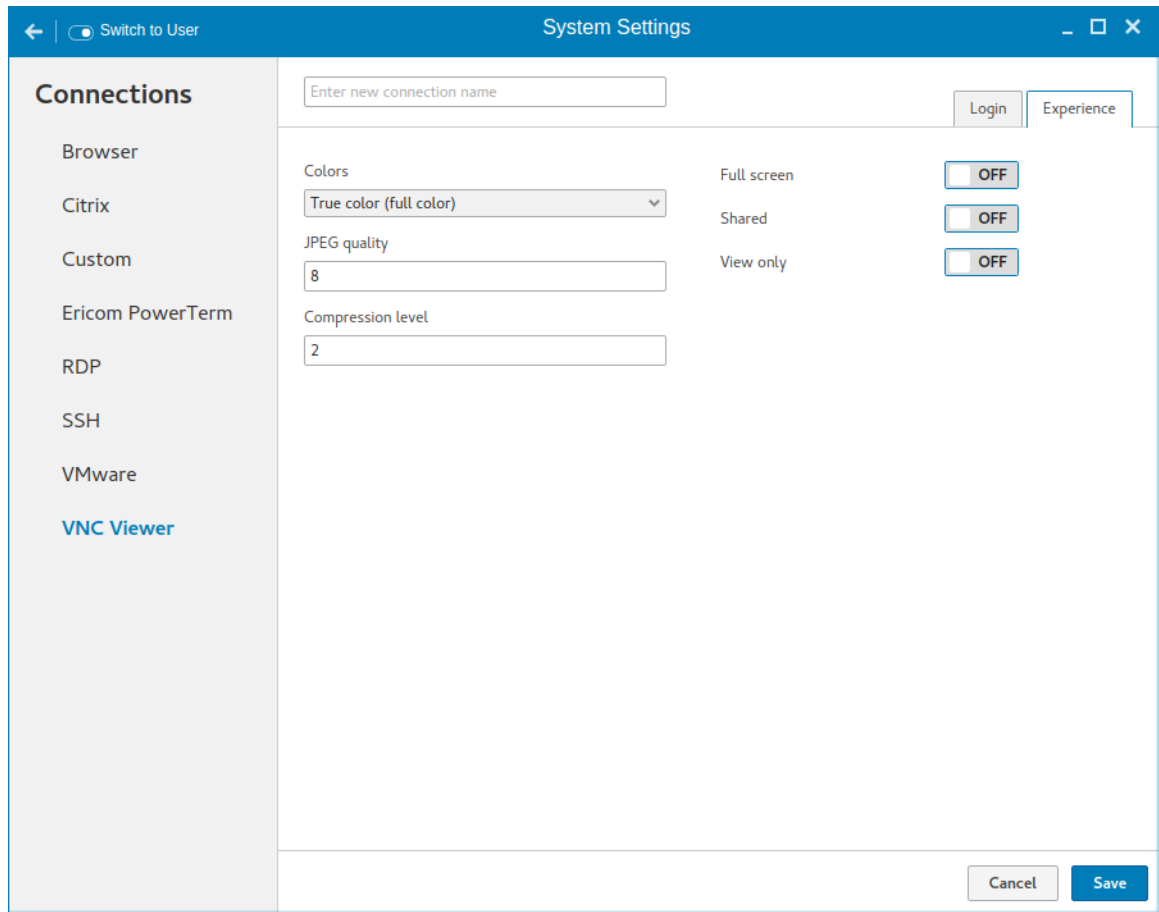 Switch to User
System Settings
Connections
Browser
Citrix
Custom
Ericom PowerTerm
RDP
SSH
VMware
VNC Viewer
Enter new connection name
Login
Experience
Colors
True color (full color)
JPEG quality
8
Compression level
2
Full screen
OFF
Shared
OFF
View only
OFF
Cancel
Save